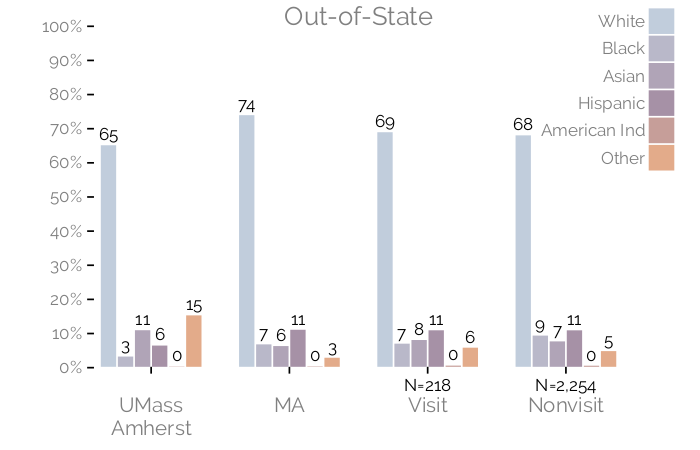 Out-of-State
100%
90%
80%
70%
60%
50%
40%
30%
20%
10%
0%
White
Black
Asian
Hispanic
American Ind
Other
65
3
11
6
0
15
74
7
6
11
0
3
69
7
8
11
0
6
68
9
7
11
0
5
N=218
N=2,254
UMass
Amherst
MA
Visit
Nonvisit